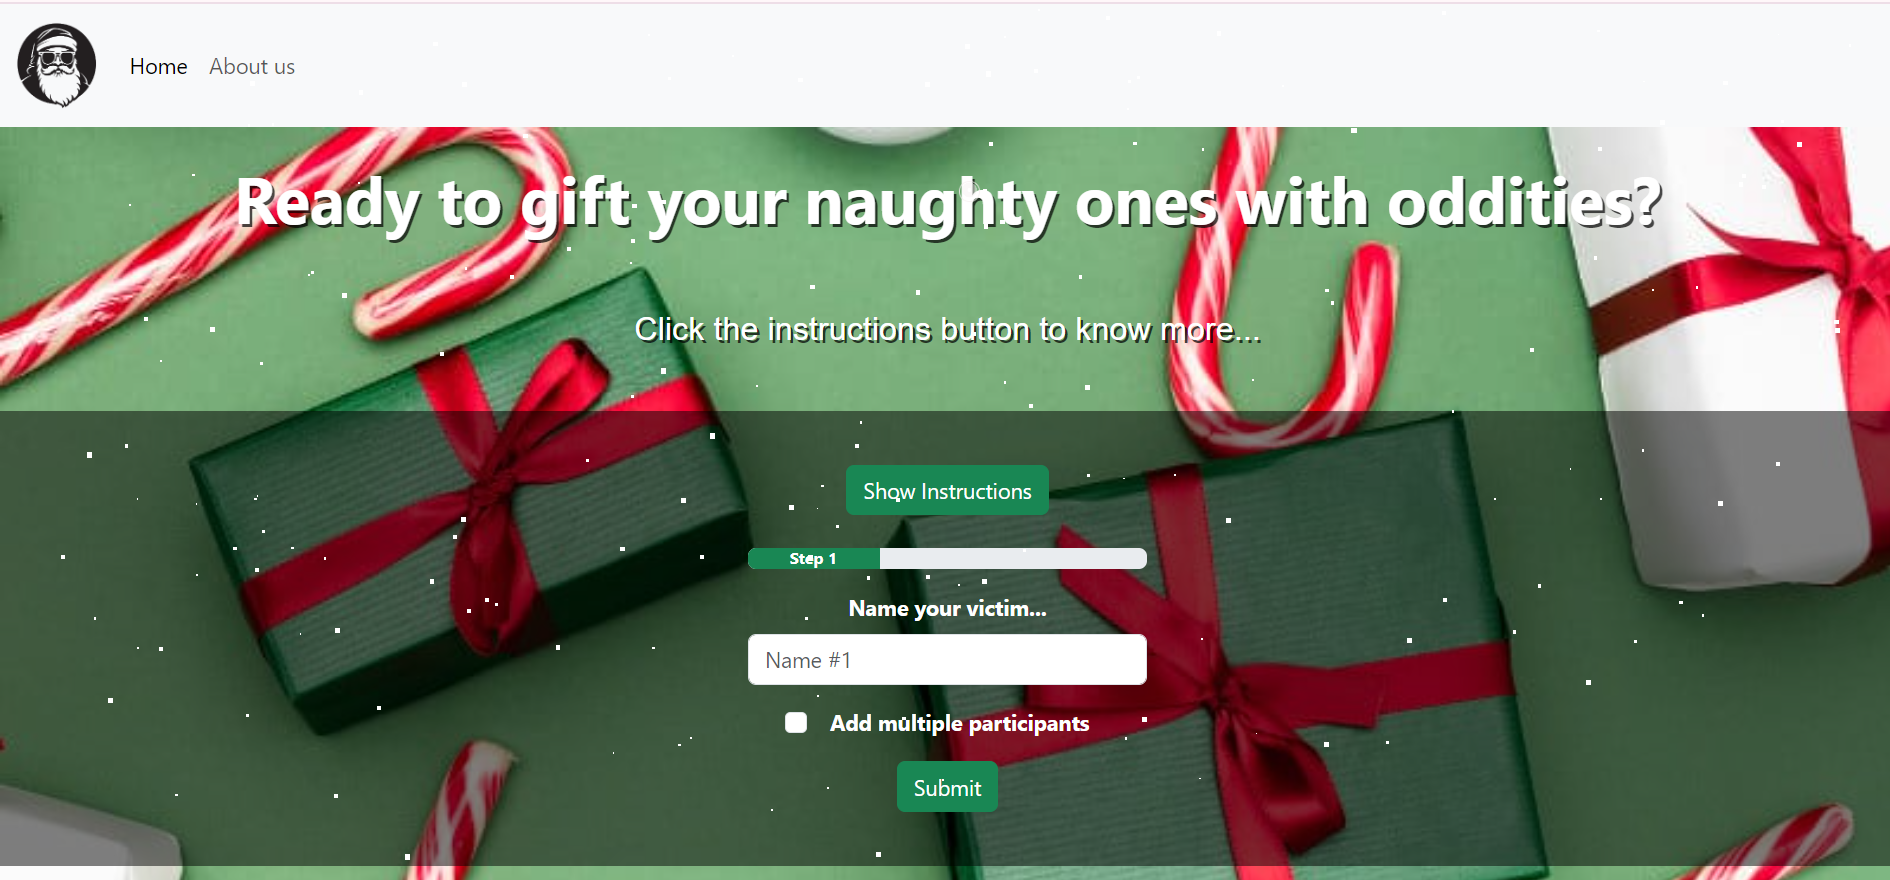 Home About us
Ready to gift your naughty ones with oddities?
Click the instructions button to know more...
Show Instructions
Step 1
Name your victim...
Name #1
Add multiple participants
Submit